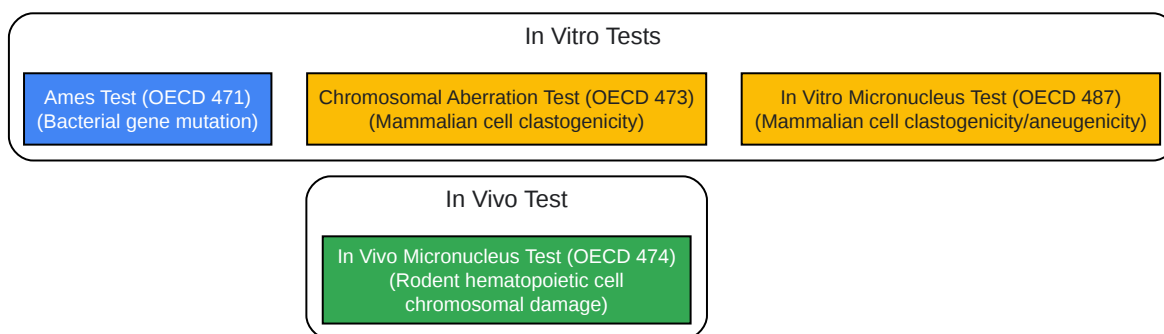 In Vitro Tests
Ames Test (OECD 471)
(Bacterial gene mutation)
Chromosomal Aberration Test (OECD 473)
(Mammalian cell clastogenicity)
In Vitro Micronucleus Test (OECD 487)
(Mammalian cell clastogenicity/aneugenicity)
In Vivo Test
In Vivo Micronucleus Test (OECD 474)
(Rodent hematopoietic cell
chromosomal damage)